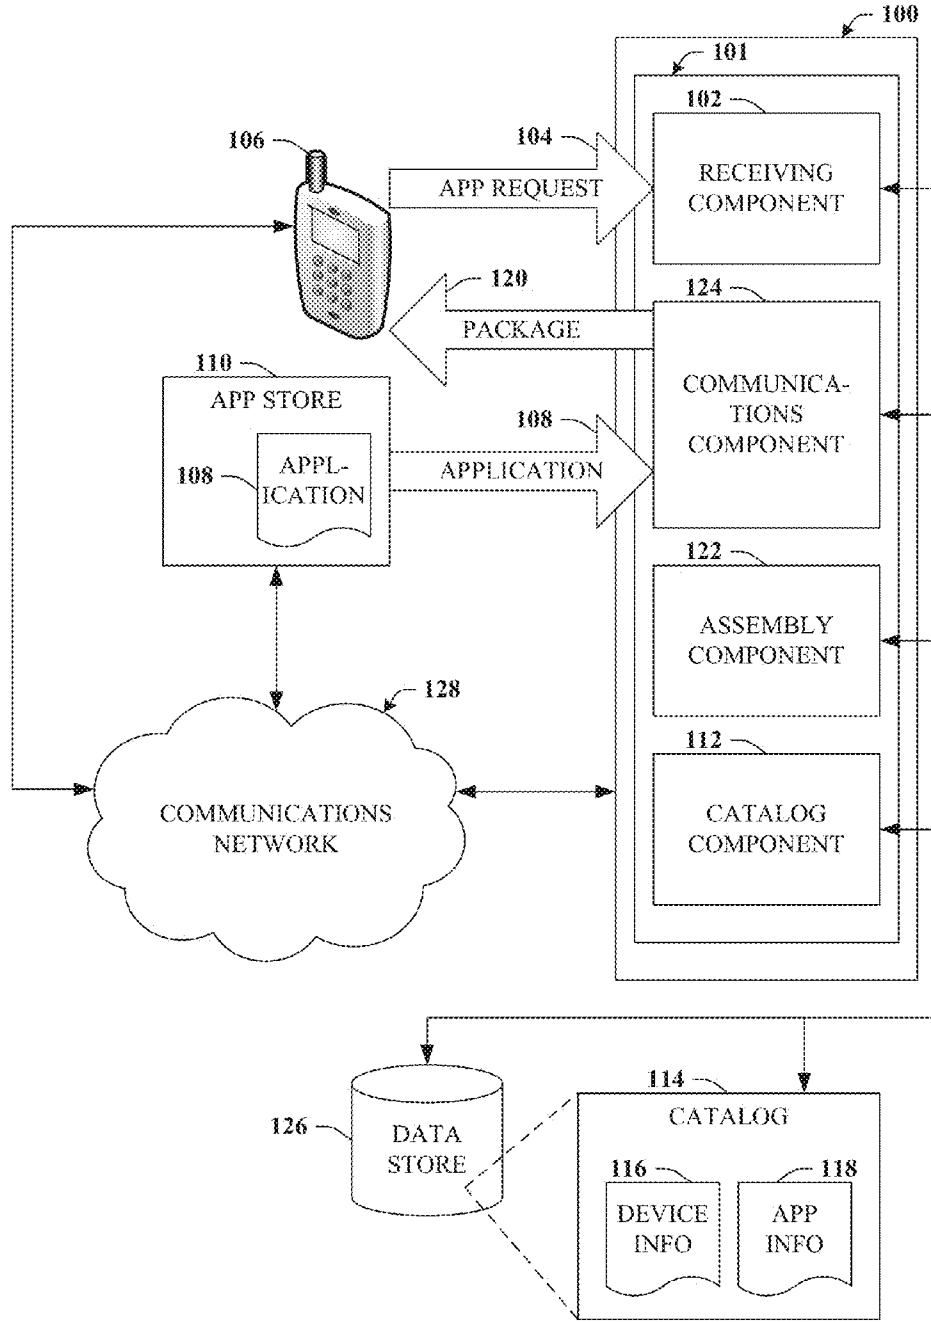 100
101
102
RECEIVING
COMPONENT
104
APP REQUEST
106
120
PACKAGE
124
COMMUNICA-
TIONS
COMPONENT
110
APP STORE
108
APPL-
ICATION
108
APPLICATION
122
ASSEMBLY
COMPONENT
128
COMMUNICATIONS
NETWORK
112
CATALOG
COMPONENT
126
DATA
STORE
114
CATALOG
116
DEVICE
INFO
118
APP
INFO